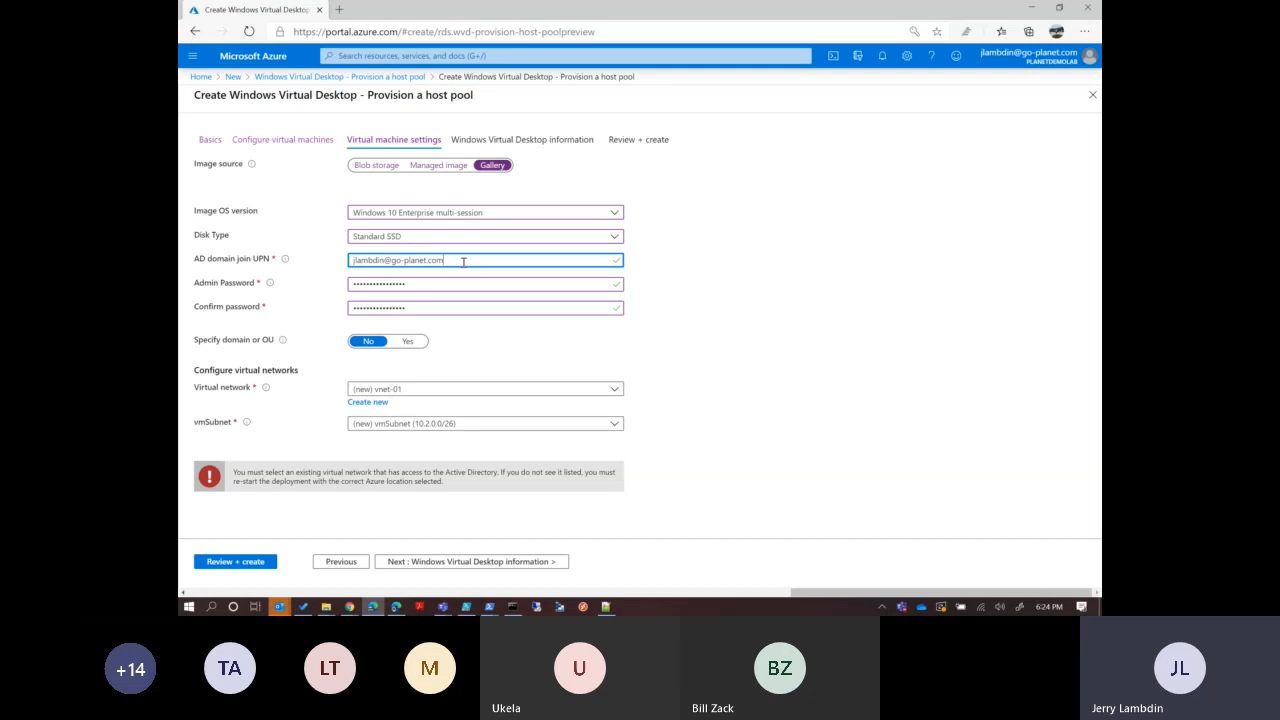 Create Windows Virtual Desktop
https://portal.azure.com/#create/rds.wvd-provision-host-poolpreview
Microsoft Azure
Search resources, services, and docs (G+/)
jlambdin@go-planet.com
PLANETDEMOLAB
Home > New > Windows Virtual Desktop - Provision a host pool > Create Windows Virtual Desktop - Provision a host pool
Create Windows Virtual Desktop - Provision a host pool
Basics Configure virtual machines Virtual machine settings Windows Virtual Desktop information Review + create
Image source Blob storage Managed image Gallery
Image OS version Windows 10 Enterprise multi-session
Disk Type Standard SSD
AD domain join UPN * jlambdin@go-planet.com
Admin Password * ••••••••••••••••
Confirm password * ••••••••••••••••
Specify domain or OU No Yes
Configure virtual networks
Virtual network * (new) vnet-01
Create new
vmSubnet * (new) vmSubnet (10.2.0.0/26)
You must select an existing virtual network that has access to the Active Directory. If you do not see it listed, you must
re-start the deployment with the correct Azure location selected.
Review + create Previous Next : Windows Virtual Desktop information >
6:24 PM
+14 TA LT M U BZ JL
Ukela Bill Zack Jerry Lambdin